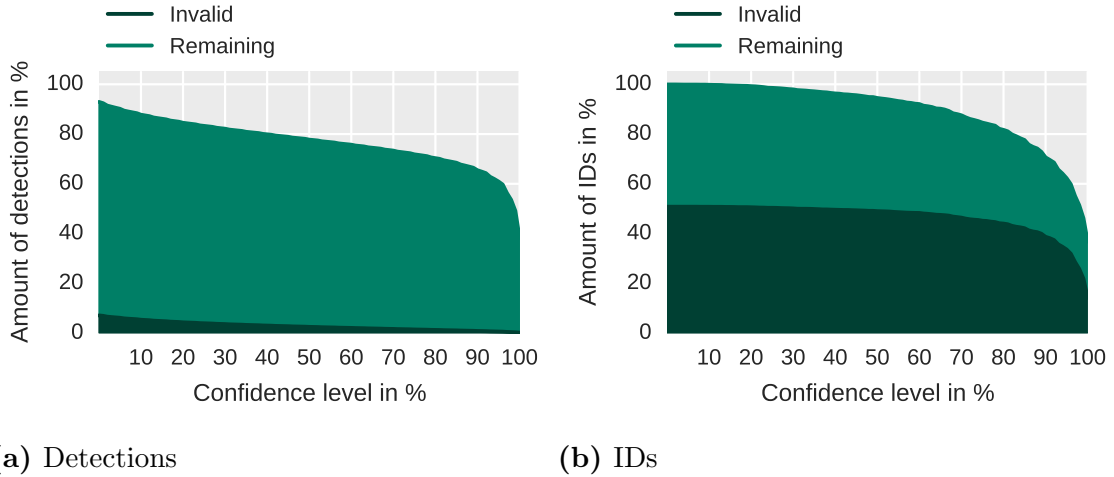 Invalid
Remaining
Amount of detections in %
100
80
60
40
20
0
10 20 30 40 50 60 70 80 90 100
Confidence level in %
(a) Detections
Invalid
Remaining
Amount of IDs in %
100
80
60
40
20
0
10 20 30 40 50 60 70 80 90 100
Confidence level in %
(b) IDs